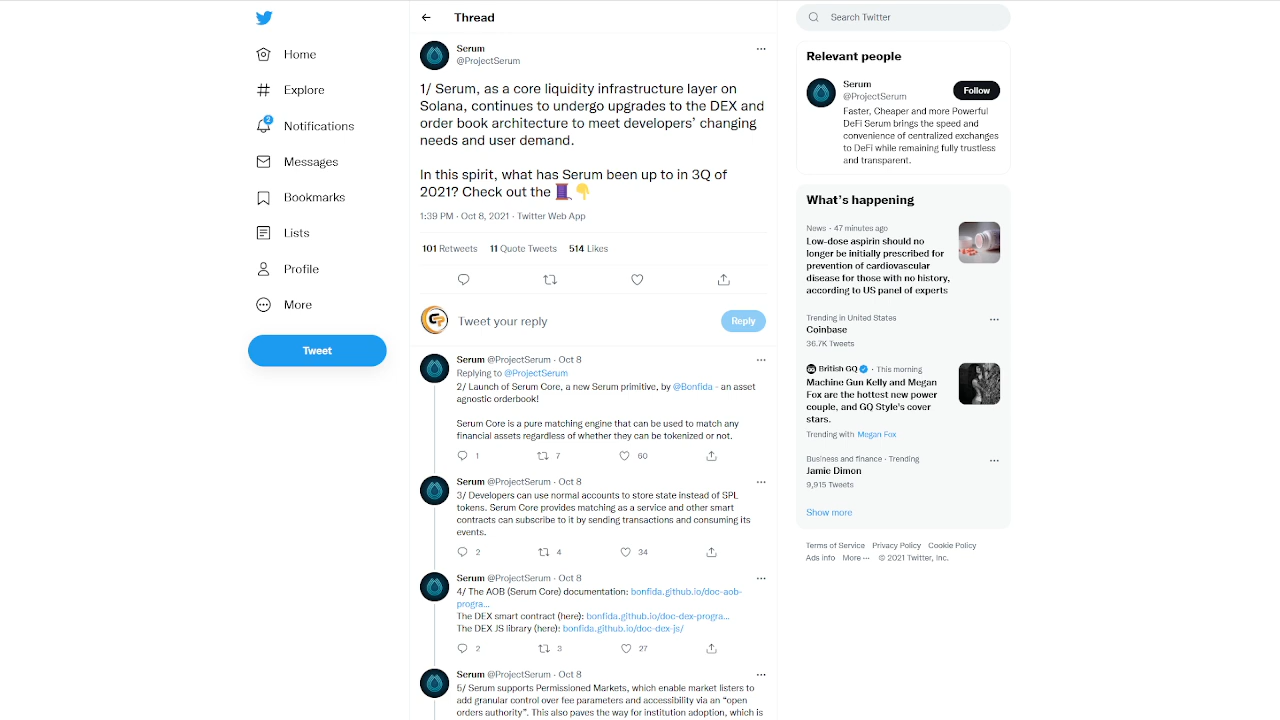 Home
Explore
2
Notifications
Messages
Bookmarks
Lists
Profile
More
Tweet
Thread
Serum
@ProjectSerum
1/ Serum, as a core liquidity infrastructure layer on
Solana, continues to undergo upgrades to the DEX and
order book architecture to meet developers’ changing
needs and user demand.
In this spirit, what has Serum been up to in 3Q of
2021? Check out the 🧵👇
1:39 PM · Oct 8, 2021 · Twitter Web App
101 Retweets 11 Quote Tweets 514 Likes
Tweet your reply
Reply
Serum @ProjectSerum · Oct 8
Replying to @ProjectSerum
2/ Launch of Serum Core, a new Serum primitive, by @Bonfida - an asset
agnostic orderbook!
Serum Core is a pure matching engine that can be used to match any
financial assets regardless of whether they can be tokenized or not.
1 7 60
Serum @ProjectSerum · Oct 8
3/ Developers can use normal accounts to store state instead of SPL
tokens. Serum Core provides matching as a service and other smart
contracts can subscribe to it by sending transactions and consuming its
events.
2 4 34
Serum @ProjectSerum · Oct 8
4/ The AOB (Serum Core) documentation: bonfida.github.io/doc-aob-
progra...
The DEX smart contract (here): bonfida.github.io/doc-dex-progra...
The DEX JS library (here): bonfida.github.io/doc-dex-js/
2 3 27
Serum @ProjectSerum · Oct 8
5/ Serum supports Permissioned Markets, which enable market listers to
add granular control over fee parameters and accessibility via an “open
orders authority”. This also paves the way for institution adoption, which is
Search Twitter
Relevant people
Serum
@ProjectSerum
Follow
Faster, Cheaper and more Powerful
DeFi Serum brings the speed and
convenience of centralized exchanges
to DeFi while remaining fully trustless
and transparent.
What’s happening
News · 47 minutes ago
Low-dose aspirin should no
longer be initially prescribed for
prevention of cardiovascular
disease for those with no history,
according to US panel of experts
Trending in United States
Coinbase
36.7K Tweets
GQ British GQ · This morning
Machine Gun Kelly and Megan
Fox are the hottest new power
couple, and GQ Style's cover
stars.
Trending with Megan Fox
Business and finance · Trending
Jamie Dimon
9,915 Tweets
Show more
Terms of Service Privacy Policy Cookie Policy
Ads info More ··· © 2021 Twitter, Inc.